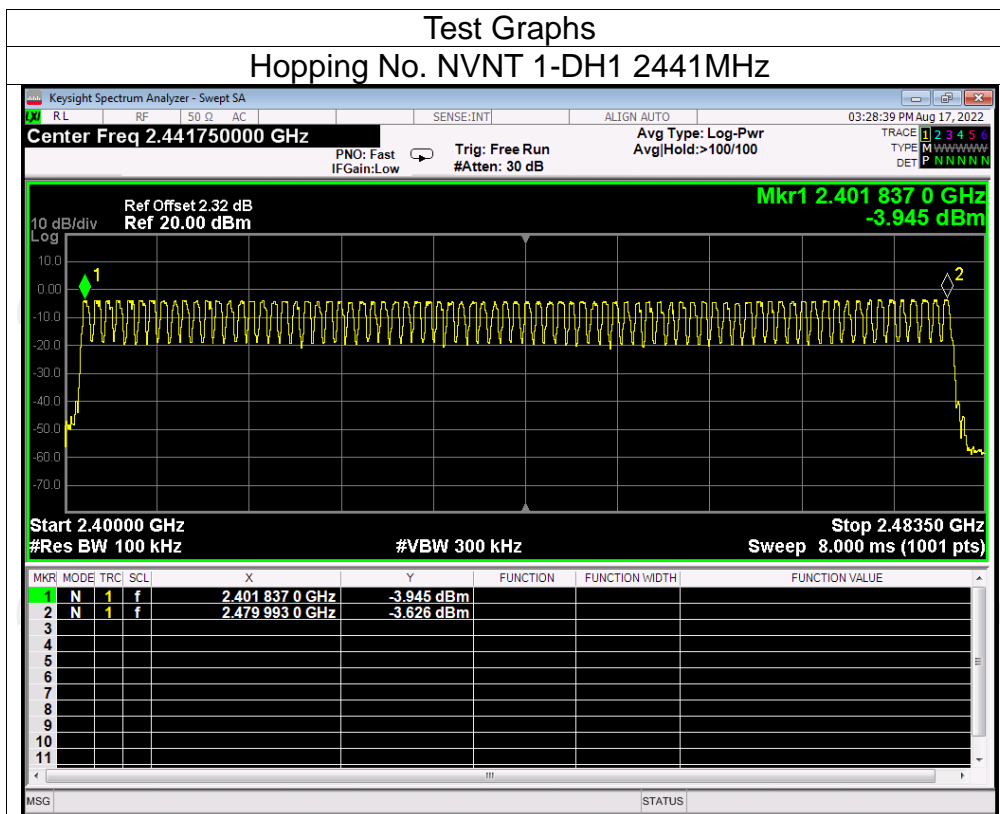 Test Graphs
Hopping No. NVNT 1-DH1 2441MHz
Keysight Spectrum Analyzer - Swept SA
LXI RL RF 50 Ω AC SENSE:INT ALIGN AUTO 03:28:39 PM Aug 17, 2022
Center Freq 2.441750000 GHz
PNO: Fast
IFGain:Low
Trig: Free Run
#Atten: 30 dB
Avg Type: Log-Pwr
Avg|Hold:>100/100
TRACE 1 2 3 4 5 6
TYPE M WWWWW
DET P N N N N N
Mkr1 2.401 837 0 GHz
-3.945 dBm
Ref Offset 2.32 dB
10 dB/div Ref 20.00 dBm
Log
10.0
0.00
-10.0
-20.0
-30.0
-40.0
-50.0
-60.0
-70.0
1
2
Start 2.40000 GHz Stop 2.48350 GHz
#Res BW 100 kHz #VBW 300 kHz Sweep 8.000 ms (1001 pts)
MKR MODE TRC SCL X Y FUNCTION FUNCTION WIDTH FUNCTION VALUE
1 N 1 f 2.401 837 0 GHz -3.945 dBm
2 N 1 f 2.479 993 0 GHz -3.626 dBm
3
4
5
6
7
8
9
10
11
MSG STATUS